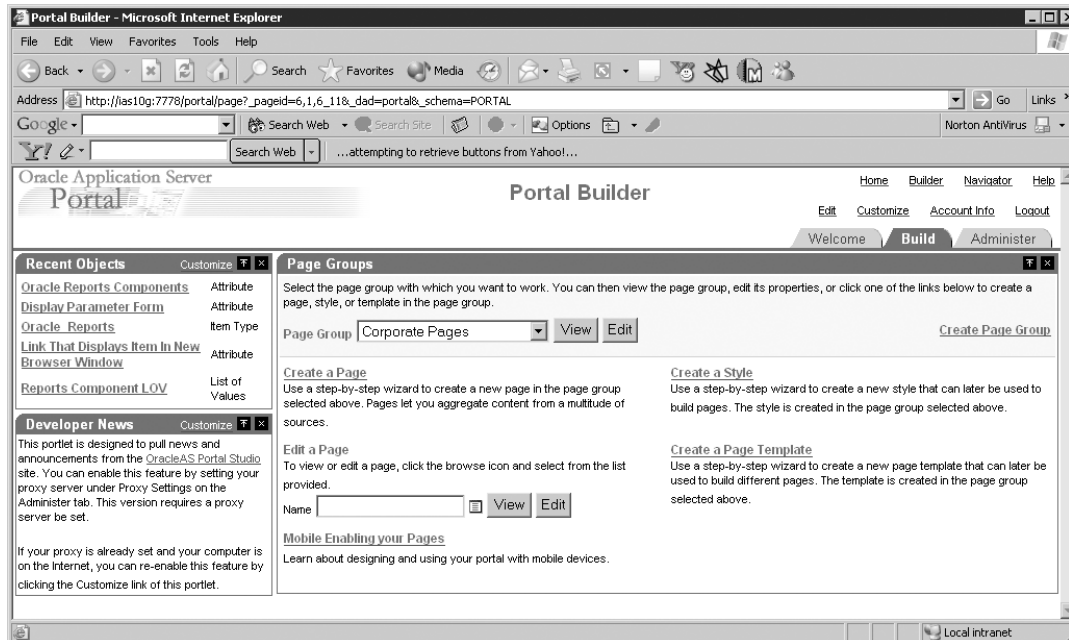 Portal Builder - Microsoft Internet Explorer
File Edit View Favorites Tools Help
Back Search Favorites Media
Address http://ias10g:7778/portal/page?_pageid=6,1,6_11&_dad=portal&_schema=PORTAL Go Links
Google Search Web Search Site Options Norton AntiVirus
Y! Search Web ...attempting to retrieve buttons from Yahoo!...
Oracle Application Server
Portal
Portal Builder
Home Builder Navigator Help
Edit Customize Account Info Logout
Welcome Build Administer
Recent Objects Customize
Oracle Reports Components Attribute
Display Parameter Form Attribute
Oracle_Reports Item Type
Link That Displays Item In New
Browser Window Attribute
Reports Component LOV List of
Values
Developer News Customize
This portlet is designed to pull news and
announcements from the OracleAS Portal Studio
site. You can enable this feature by setting your
proxy server under Proxy Settings on the
Administer tab. This version requires a proxy
server be set.
If your proxy is already set and your computer is
on the Internet, you can re-enable this feature by
clicking the Customize link of this portlet.
Page Groups
Select the page group with which you want to work. You can then view the page group, edit its properties, or click one of the links below to create a
page, style, or template in the page group.
Page Group Corporate Pages View Edit Create Page Group
Create a Page
Use a step-by-step wizard to create a new page in the page group
selected above. Pages let you aggregate content from a multitude of
sources.
Create a Style
Use a step-by-step wizard to create a new style that can later be used to
build pages. The style is created in the page group selected above.
Edit a Page
To view or edit a page, click the browse icon and select from the list
provided.
Name View Edit
Create a Page Template
Use a step-by-step wizard to create a new page template that can later be
used to build different pages. The template is created in the page group
selected above.
Mobile Enabling your Pages
Learn about designing and using your portal with mobile devices.
Local intranet